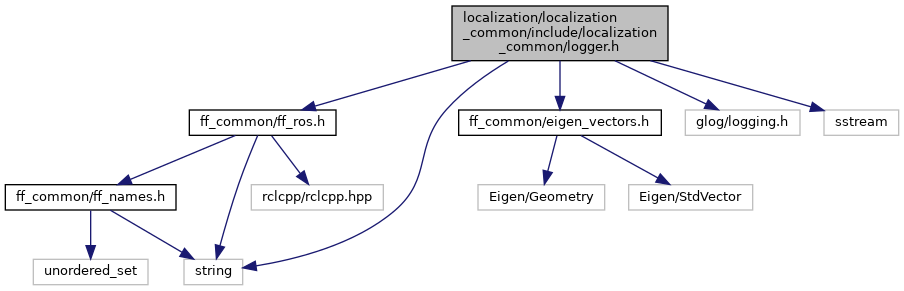 localization/localization
_common/include/localization
_common/logger.h
ff_common/ff_ros.h
ff_common/eigen_vectors.h
glog/logging.h
sstream
ff_common/ff_names.h
rclcpp/rclcpp.hpp
Eigen/Geometry
Eigen/StdVector
unordered_set
string